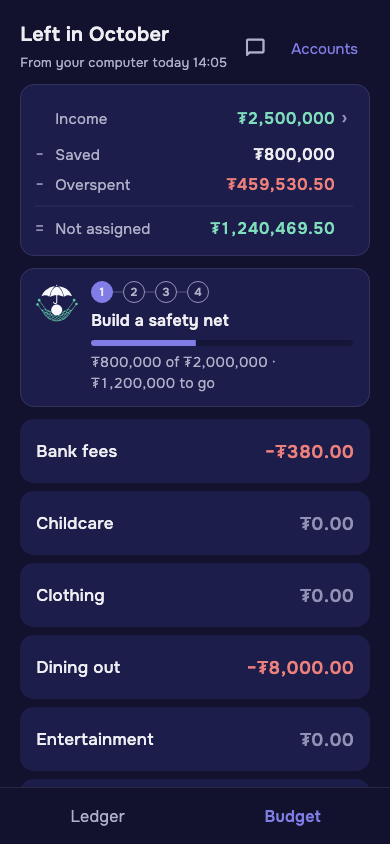 Left in October
Accounts
From your computer today 14:05
Income ₮2,500,000 ›
− Saved ₮800,000
− Overspent ₮459,530.50
= Not assigned ₮1,240,469.50
1 2 3 4
Build a safety net
₮800,000 of ₮2,000,000 ·
₮1,200,000 to go
Bank fees −₮380.00
Childcare ₮0.00
Clothing ₮0.00
Dining out −₮8,000.00
Entertainment ₮0.00
Ledger Budget